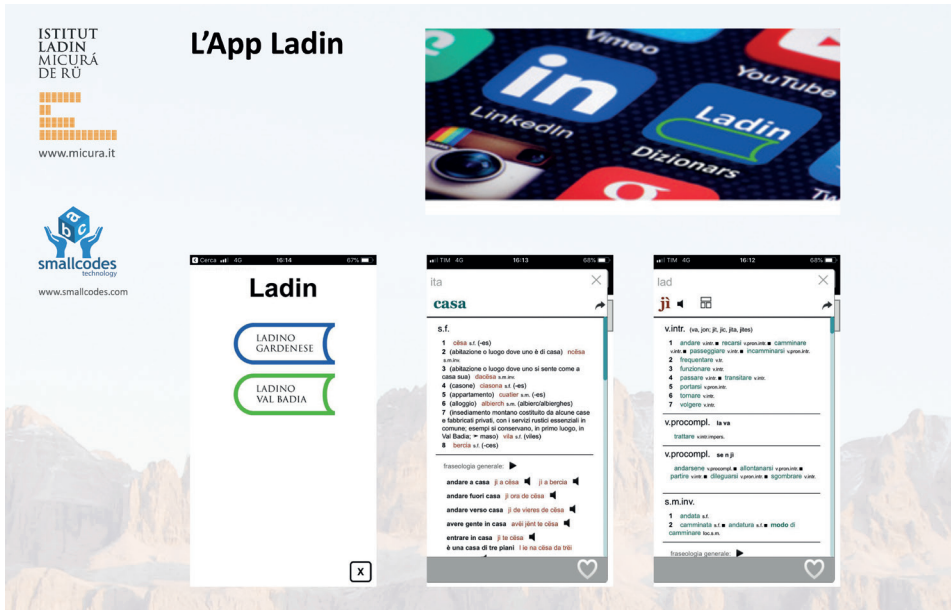 ISTITUT
LADIN
MICURÁ
DE RÜ
www.micura.it
L'App Ladin
Vimeo
YouTube
in
LinkedIn
Ladin
Dizionars
Tw
abc
smallcodes
technology
www.smallcodes.com
Cerca 4G 16:14 67%
Ladin
LADINO
GARDENESE
LADINO
VAL BADIA
X
TIM 4G 16:13 68%
ita
casa
s.f.
1 cësa s.f. (-es)
2 (abitazione o luogo dove uno è di casa) ncësa
s.m.inv.
3 (abitazione o luogo dove uno si sente come a
casa sua) dacësa s.m.inv.
4 (casone) ciasona s.f. (-es)
5 (appartamento) cuatier s.m. (-es)
6 (alloggio) albierch s.m. (albierc/albierghes)
7 (insediamento montano costituito da alcune case
e fabbricati privati, con i servizi rustici essenziali in
comune; esempi si conservano, in primo luogo, in
Val Badia; ➨ maso) vila s.f. (viles)
8 bercia s.f. (-ces)
fraseologia generale:
andare a casa jì a cësa jì a bercia
andare fuori casa jì ora de cësa
andare verso casa jì de vieres de cësa
avere gente in casa avëi jënt te cësa
entrare in casa jì te cësa
è una casa di tre piani l ie na cësa da trëi
TIM 4G 16:12 68%
lad
jì
v.intr. (va, jon; jit, jic, jita, jites)
1 andare v.intr. ■ recarsi v.pron.intr. ■ camminare
v.intr. ■ passeggiare v.intr. ■ incamminarsi v.pron.intr.
2 frequentare v.tr.
3 funzionare v.intr.
4 passare v.intr. ■ transitare v.intr.
5 portarsi v.pron.intr.
6 tornare v.intr.
7 volgere v.intr.
v.procompl. la va
trattare v.intr.impers.
v.procompl. se n jì
andarsene v.procompl. ■ allontanarsi v.pron.intr. ■
partire v.intr. ■ dileguarsi v.pron.intr. ■ sgombrare v.intr.
s.m.inv.
1 andata s.f.
2 camminata s.f. ■ andatura s.f. ■ modo di
camminare loc.s.m.
fraseologia generale: